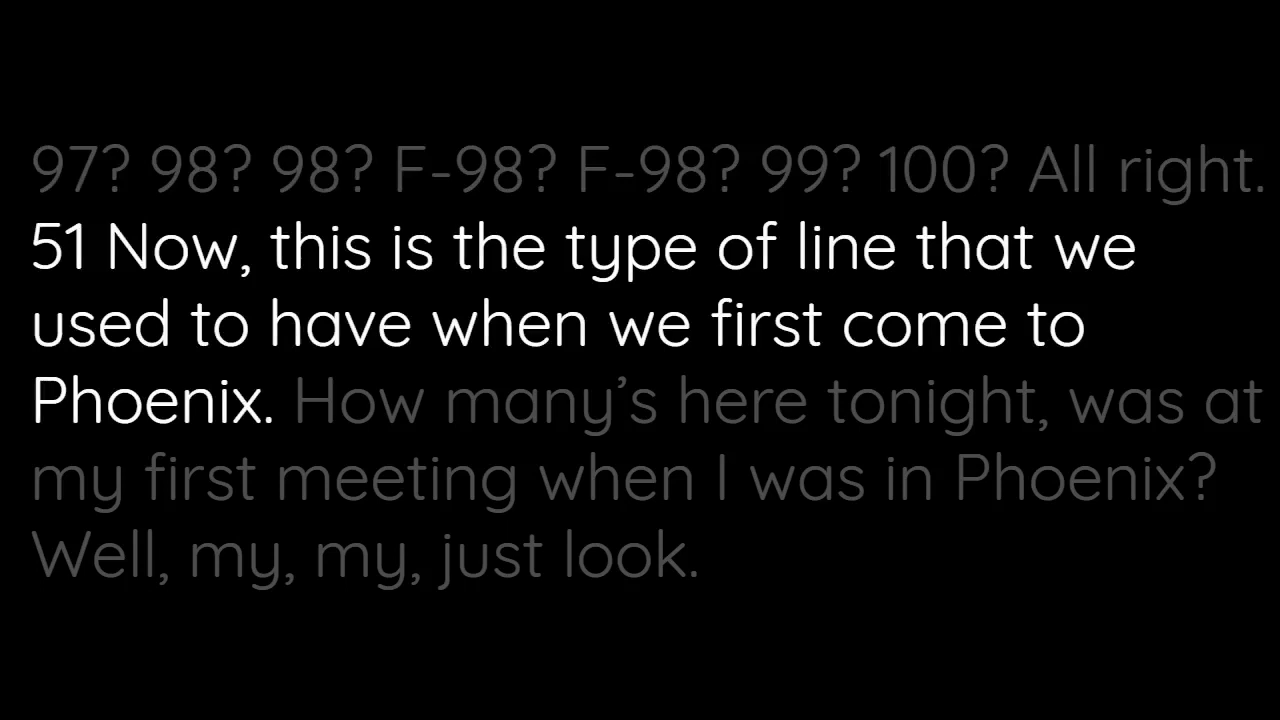 97? 98? 98? F-98? F-98? 99? 100? All right.
51 Now, this is the type of line that we
used to have when we first come to
Phoenix. How many’s here tonight, was at
my first meeting when I was in Phoenix?
Well, my, my, just look.